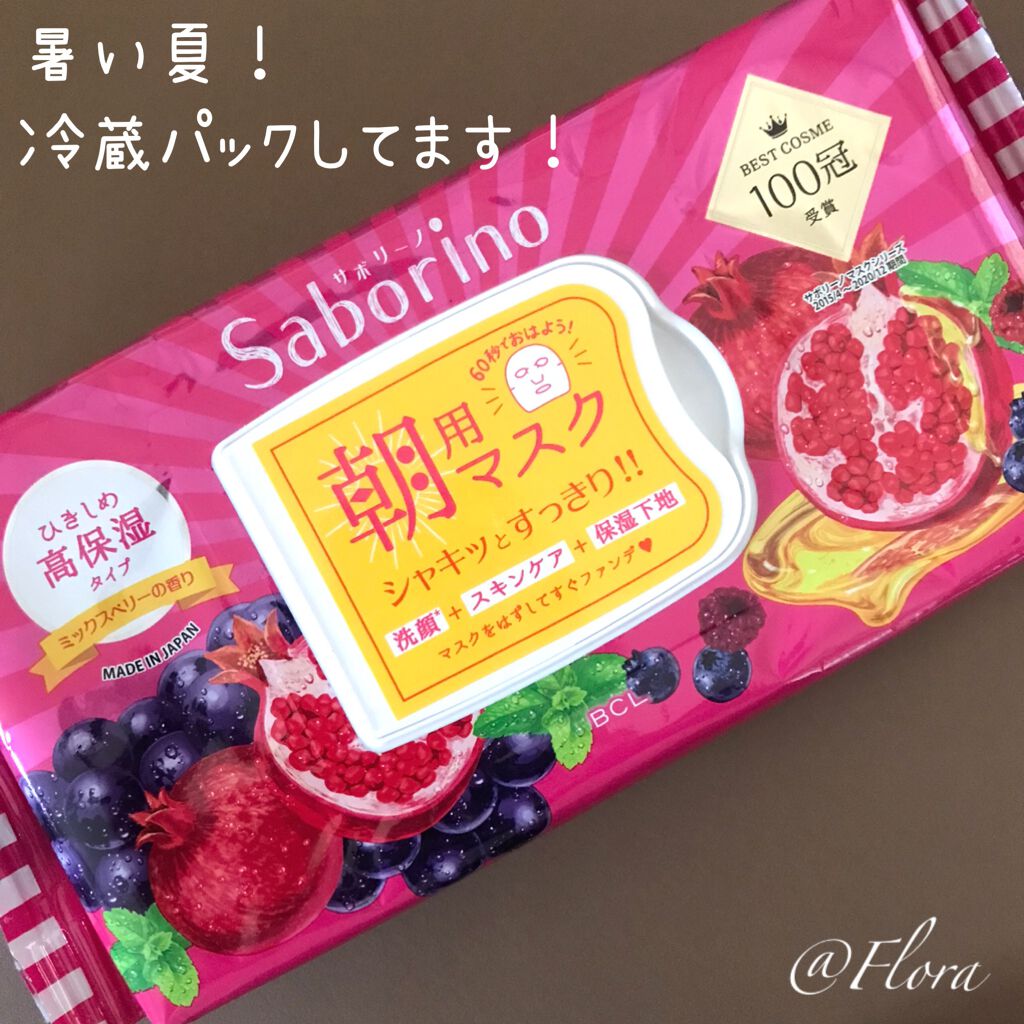 暑い夏！
冷蔵パックしてます！
BEST COSME
100冠
受賞
サボリーノ
Saborino
サボリーノマスクシリーズ
2015/4～2020/12 期間
60秒でおはよう！
朝用
マスク
シャキッとすっきり!!
洗顔*+スキンケア+保湿下地
マスクをはずしてすぐファンデ♥
ひきしめ
高保湿
タイプ
ミックスベリーの香り
MADE IN JAPAN
BCL
@Flora